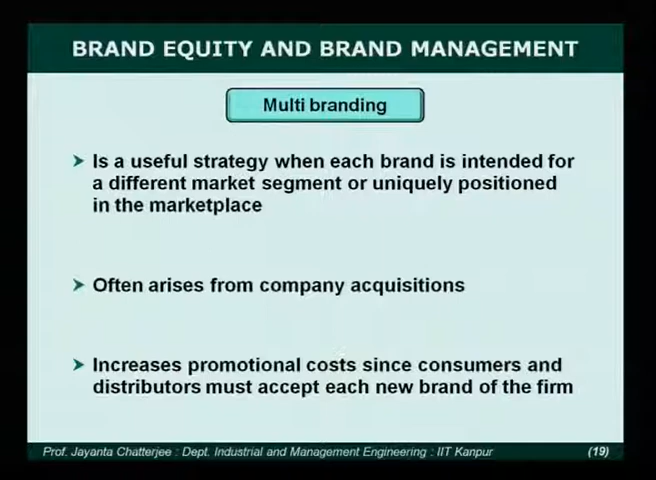 BRAND EQUITY AND BRAND MANAGEMENT
Multi branding
➤ Is a useful strategy when each brand is intended for
a different market segment or uniquely positioned
in the marketplace
➤ Often arises from company acquisitions
➤ Increases promotional costs since consumers and
distributors must accept each new brand of the firm
Prof. Jayanta Chatterjee : Dept. Industrial and Management Engineering : IIT Kanpur (19)